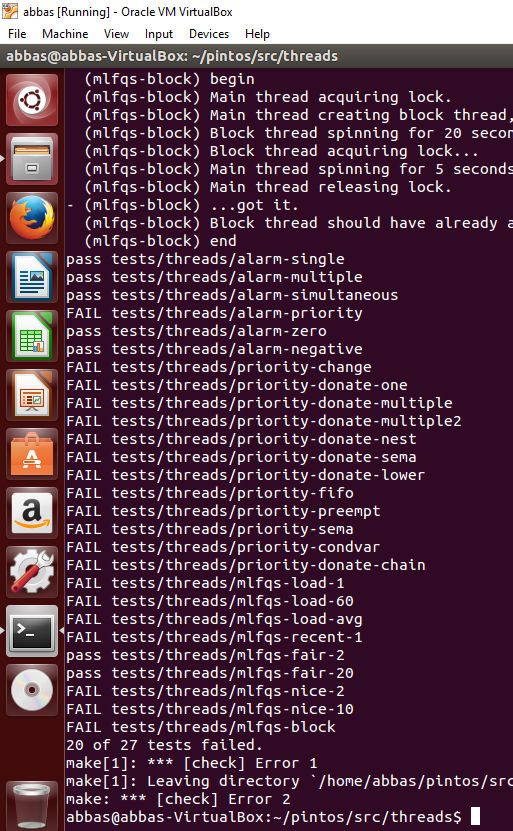 abbas [Running] - Oracle VM VirtualBox
File Machine View Input Devices Help
abbas@abbas-VirtualBox: ~/pintos/src/threads
(mlfqs-block) begin
(mlfqs-block) Main thread acquiring lock.
(mlfqs-block) Main thread creating block thread,
(mlfqs-block) Block thread spinning for 20 secon
(mlfqs-block) Block thread acquiring lock...
(mlfqs-block) Main thread spinning for 5 seconds
(mlfqs-block) Main thread releasing lock.
- (mlfqs-block) ...got it.
(mlfqs-block) Block thread should have already a
(mlfqs-block) end
pass tests/threads/alarm-single
pass tests/threads/alarm-multiple
pass tests/threads/alarm-simultaneous
FAIL tests/threads/alarm-priority
pass tests/threads/alarm-zero
pass tests/threads/alarm-negative
FAIL tests/threads/priority-change
FAIL tests/threads/priority-donate-one
FAIL tests/threads/priority-donate-multiple
FAIL tests/threads/priority-donate-multiple2
FAIL tests/threads/priority-donate-nest
FAIL tests/threads/priority-donate-sema
FAIL tests/threads/priority-donate-lower
FAIL tests/threads/priority-fifo
FAIL tests/threads/priority-preempt
FAIL tests/threads/priority-sema
FAIL tests/threads/priority-condvar
FAIL tests/threads/priority-donate-chain
FAIL tests/threads/mlfqs-load-1
FAIL tests/threads/mlfqs-load-60
FAIL tests/threads/mlfqs-load-avg
FAIL tests/threads/mlfqs-recent-1
pass tests/threads/mlfqs-fair-2
pass tests/threads/mlfqs-fair-20
FAIL tests/threads/mlfqs-nice-2
FAIL tests/threads/mlfqs-nice-10
FAIL tests/threads/mlfqs-block
20 of 27 tests failed.
make[1]: *** [check] Error 1
make[1]: Leaving directory `/home/abbas/pintos/src
make: *** [check] Error 2
abbas@abbas-VirtualBox:~/pintos/src/threads$